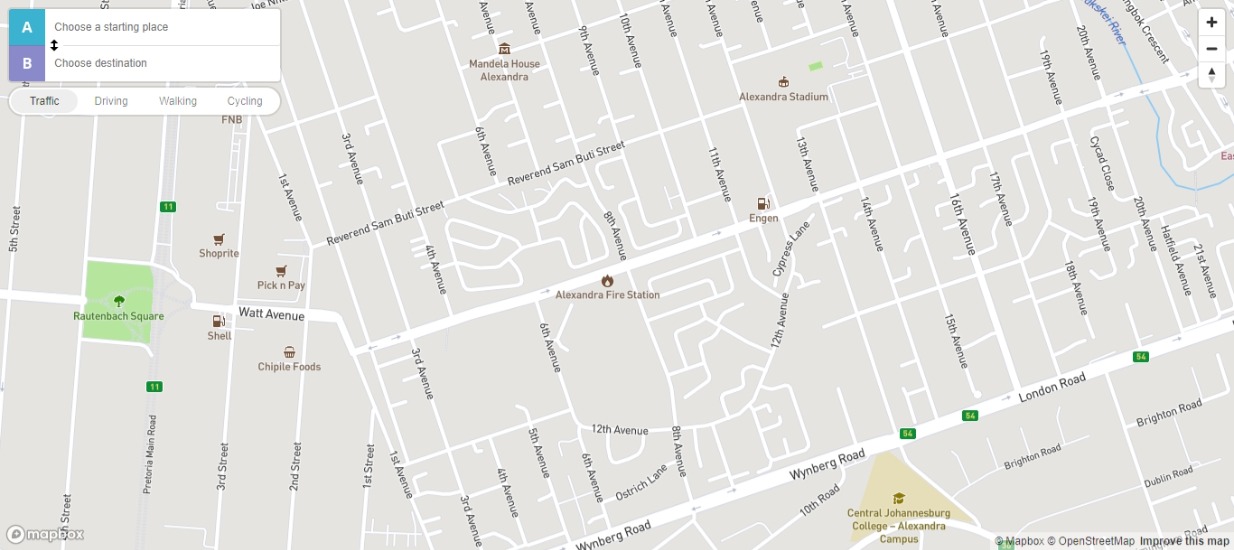 A
Choose a starting place
B
Choose destination
Traffic
Driving
Walking
Cycling
FNB
Mandela House
Alexandra
Alexandra Stadium
9th Avenue
10th Avenue
19th Avenue
20th Avenue
3rd Avenue
6th Avenue
Reverend Sam Buti Street
11th Avenue
13th Avenue
Cycad Close
1st Avenue
5th Street
11
Reverend Sam Buti Street
8th Avenue
Engen
14th Avenue
16th Avenue
17th Avenue
19th Avenue
20th Avenue
Hatfield Avenue
21st Avenue
Shoprite
Pick n Pay
4th Avenue
Cypress Lane
18th Avenue
Alexandra Fire Station
Rautenbach Square
Watt Avenue
Shell
Chipile Foods
6th Avenue
12th Avenue
15th Avenue
3rd Avenue
54
11
London Road
54
Brighton Road
Pretoria Main Road
3rd Street
2nd Street
1st Street
1st Avenue
12th Avenue
8th Avenue
5th Avenue
54
Wynberg Road
Brighton Road
Dublin Road
4th Avenue
6th Avenue
Ostrich Lane
10th Road
3rd Avenue
Central Johannesburg
College – Alexandra
Campus
Wynberg Road
mapbox
© Mapbox © OpenStreetMap Improve this map